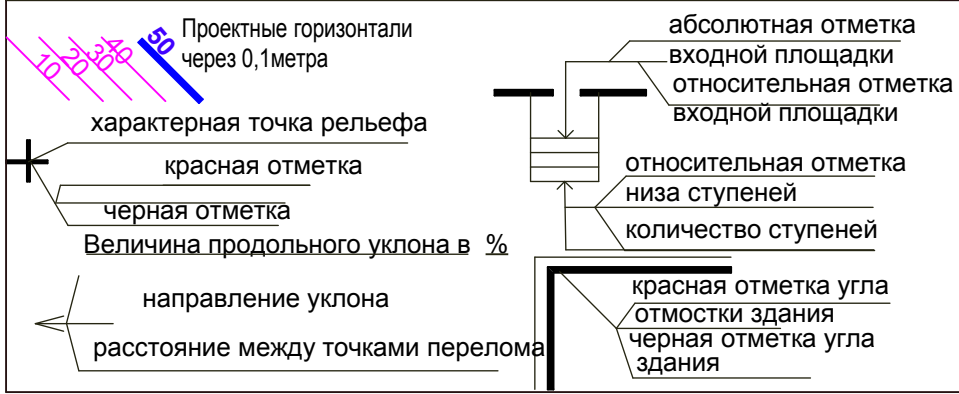 10
20
30
40
50
Проектные горизонтали
через 0,1метра
характерная точка рельефа
красная отметка
черная отметка
Величина продольного уклона в %
направление уклона
расстояние между точками перелома
абсолютная отметка
входной площадки
относительная отметка
входной площадки
относительная отметка
низа ступеней
количество ступеней
красная отметка угла
отмостки здания
черная отметка угла
здания